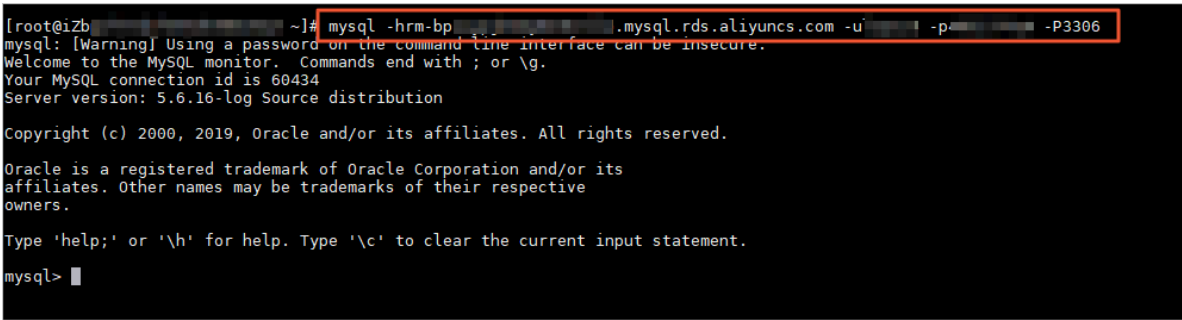 [root@iZb ~]# mysql -hrm-bp .mysql.rds.aliyuncs.com -u -p -P3306
mysql: [Warning] Using a password on the command line interface can be insecure.
Welcome to the MySQL monitor.  Commands end with ; or \g.
Your MySQL connection id is 60434
Server version: 5.6.16-log Source distribution
Copyright (c) 2000, 2019, Oracle and/or its affiliates. All rights reserved.
Oracle is a registered trademark of Oracle Corporation and/or its
affiliates. Other names may be trademarks of their respective
owners.
Type 'help;' or '\h' for help. Type '\c' to clear the current input statement.
mysql>